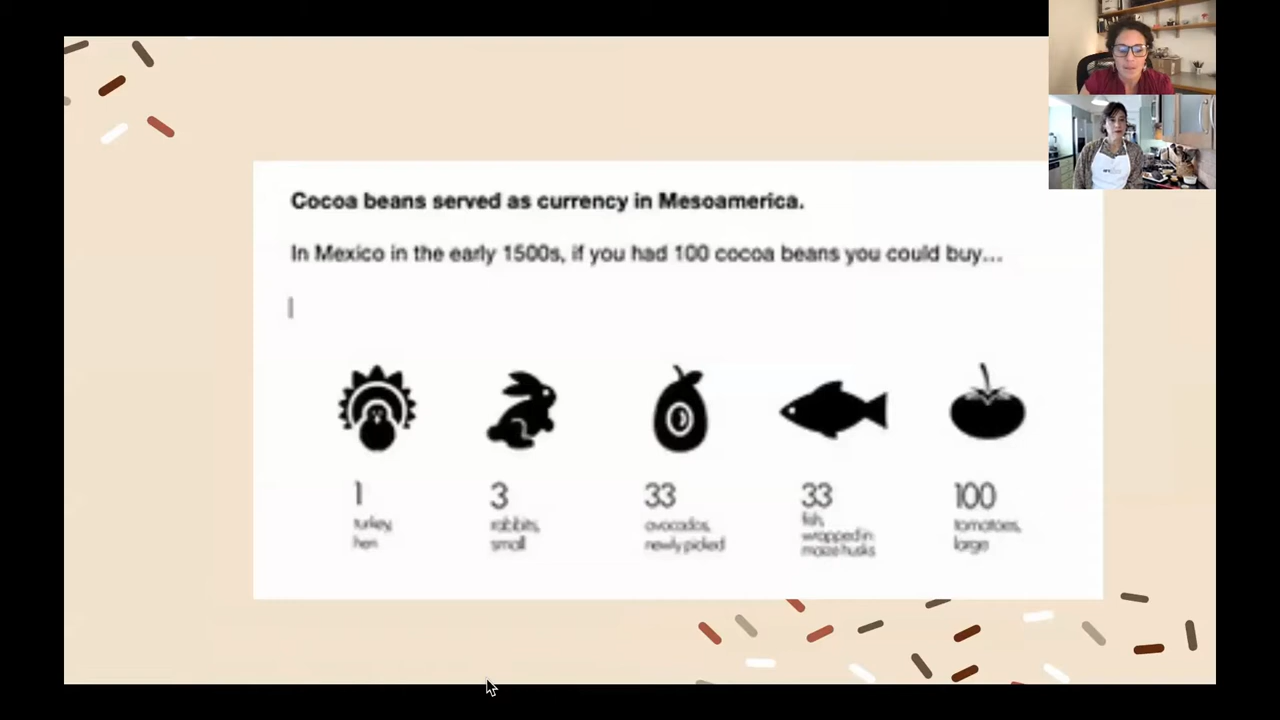 Cocoa beans served as currency in Mesoamerica.
In Mexico in the early 1500s, if you had 100 cocoa beans you could buy...
1
turkey,
hen
3
rabbits,
small
33
avocados,
newly picked
33
fish,
wrapped in
maize husks
100
tomatoes,
large